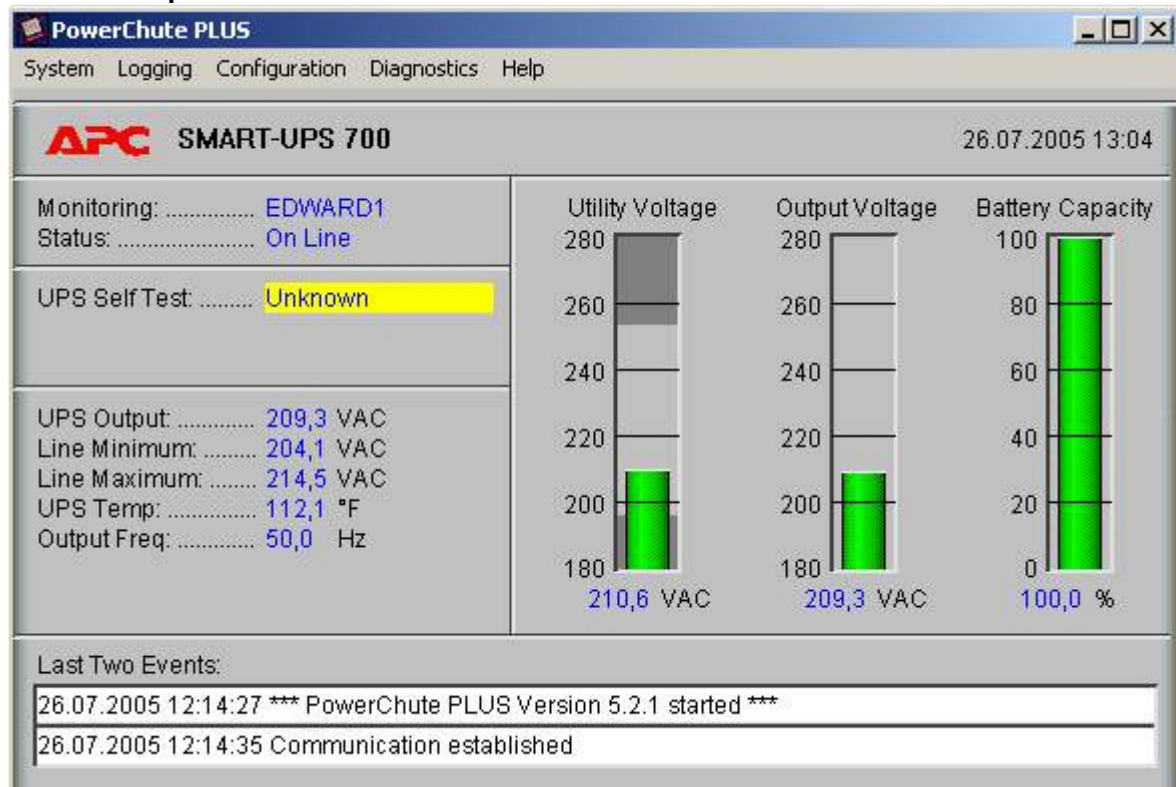 PowerChute PLUS
System Logging Configuration Diagnostics Help
APC SMART-UPS 700 26.07.2005 13:04
Monitoring: .............. EDWARD1
Status: ...................... On Line
UPS Self Test: ......... Unknown
UPS Output: ............ 209,3 VAC
Line Minimum: ......... 204,1 VAC
Line Maximum: ........ 214,5 VAC
UPS Temp: .............. 112,1 °F
Output Freq: ............. 50,0 Hz
Utility Voltage Output Voltage Battery Capacity
280 280 100
260 260 80
240 240 60
220 220 40
200 200 20
180 180 0
210,6 VAC 209,3 VAC 100,0 %
Last Two Events:
26.07.2005 12:14:27 *** PowerChute PLUS Version 5.2.1 started ***
26.07.2005 12:14:35 Communication established